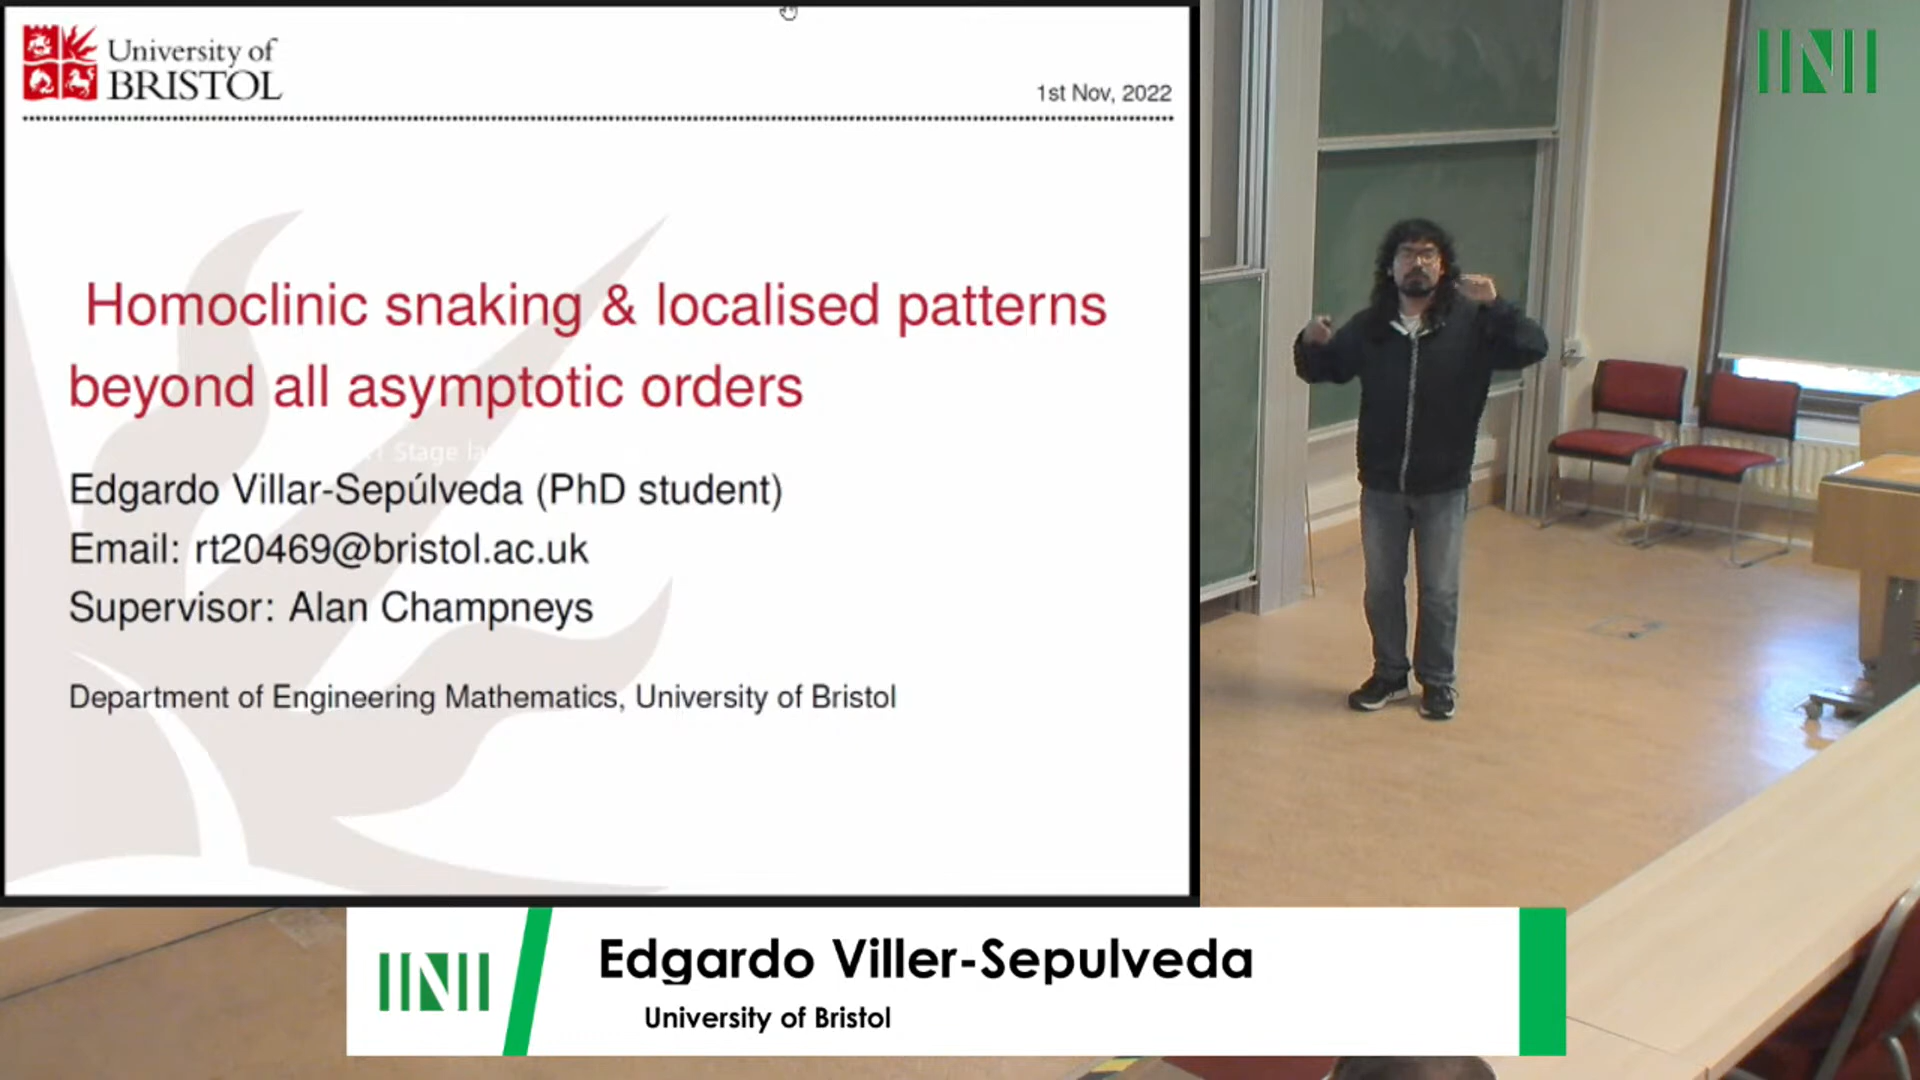 University of
BRISTOL
1st Nov, 2022
Homoclinic snaking & localised patterns
beyond all asymptotic orders
Stage la
Edgardo Villar-Sepúlveda (PhD student)
Email: rt20469@bristol.ac.uk
Supervisor: Alan Champneys
Department of Engineering Mathematics, University of Bristol
Edgardo Viller-Sepulveda
University of Bristol